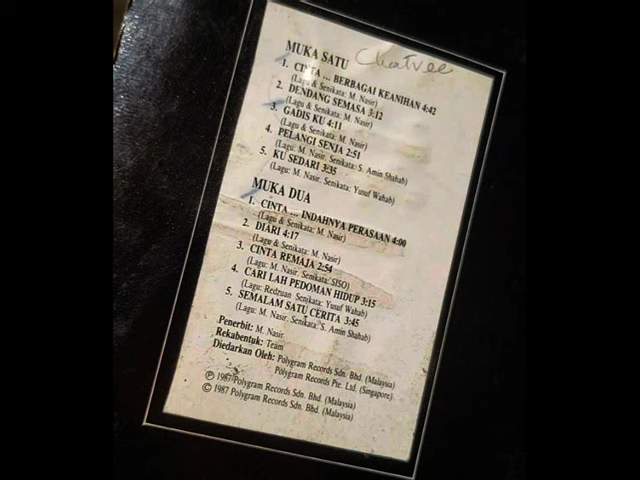 MUKA SATU Chatvee
1. CINTA ... BERBAGAI KEANIHAN 4:42
(Lagu & Senikata: M. Nasir)
2. DENDANG SEMASA 3:12
(Lagu & Senikata: M. Nasir)
3. GADIS KU 4:11
(Lagu & Senikata: M. Nasir)
4. PELANGI SENJA 2:51
(Lagu: M. Nasir, Senikata: S. Amin Shahab)
5. KU SEDARI 3:35
(Lagu: M. Nasir, Senikata: Yusuf Wahab)
MUKA DUA
1. CINTA ... INDAHNYA PERASAAN 4:00
(Lagu & Senikata: M. Nasir)
2. DIARI 4:17
(Lagu & Senikata: M. Nasir)
3. CINTA REMAJA 2:54
(Lagu: M. Nasir, Senikata: SISO)
4. CARI LAH PEDOMAN HIDUP 3:15
(Lagu: Redzuan Senikata: Yusuf Wahab)
5. SEMALAM SATU CERITA 3:45
(Lagu: M. Nasir, Senikata: S. Amin Shahab)
Penerbit: M. Nasir
Rekabentuk: Team
Diedarkan Oleh: Polygram Records Sdn. Bhd. (Malaysia)
Polygram Records Pte. Ltd. (Singapore)
℗ 1987 Polygram Records Sdn. Bhd. (Malaysia)
© 1987 Polygram Records Sdn. Bhd. (Malaysia)